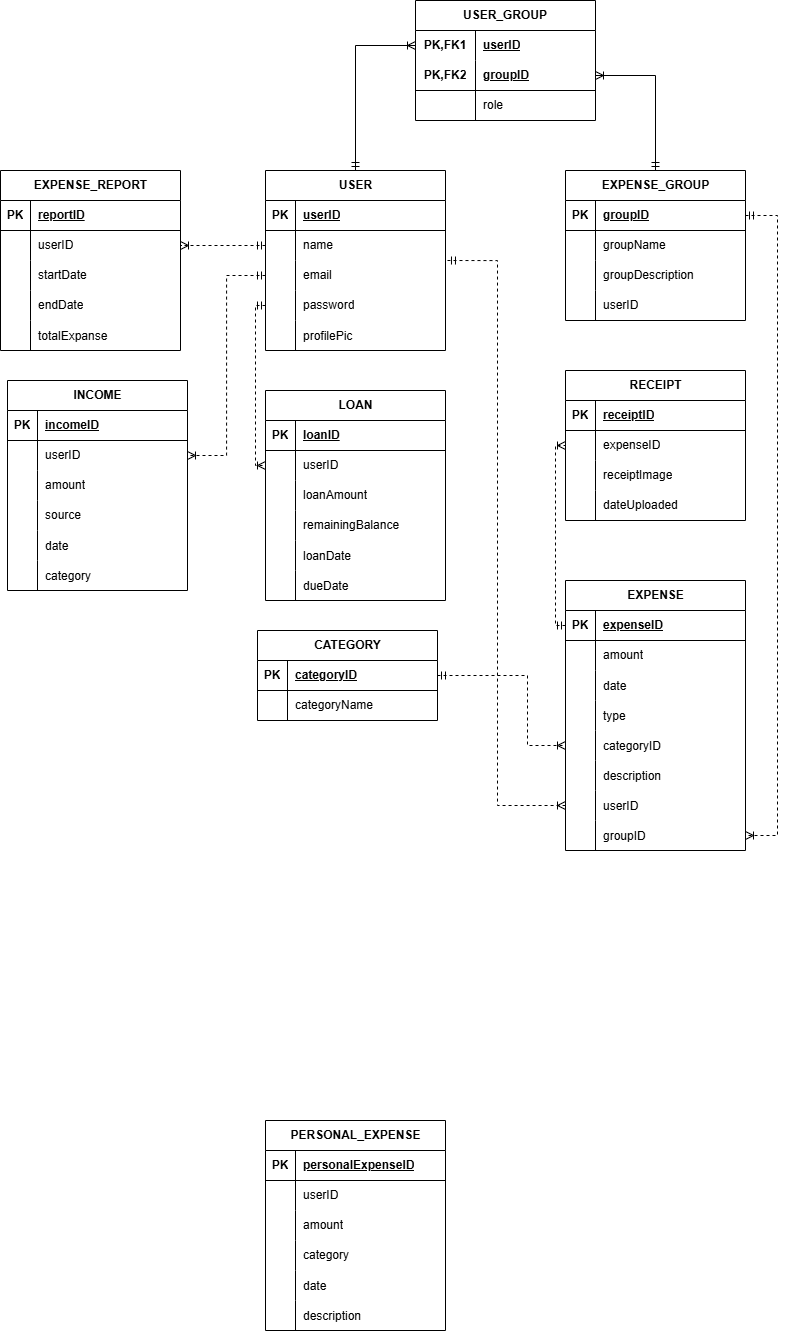 USER_GROUP
PK,FK1 userID
PK,FK2 groupID
role
EXPENSE_REPORT
PK reportID
userID
startDate
endDate
totalExpanse
USER
PK userID
name
email
password
profilePic
EXPENSE_GROUP
PK groupID
groupName
groupDescription
userID
INCOME
PK incomeID
userID
amount
source
date
category
LOAN
PK loanID
userID
loanAmount
remainingBalance
loanDate
dueDate
RECEIPT
PK receiptID
expenseID
receiptImage
dateUploaded
CATEGORY
PK categoryID
categoryName
EXPENSE
PK expenseID
amount
date
type
categoryID
description
userID
groupID
PERSONAL_EXPENSE
PK personalExpenseID
userID
amount
category
date
description